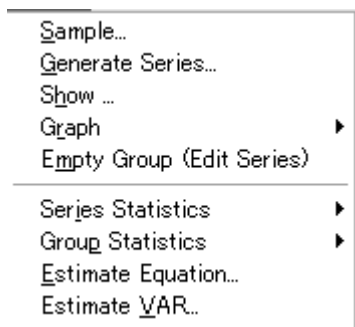 Sample...
Generate Series...
Show ...
Graph
Empty Group (Edit Series)
Series Statistics
Group Statistics
Estimate Equation...
Estimate VAR...